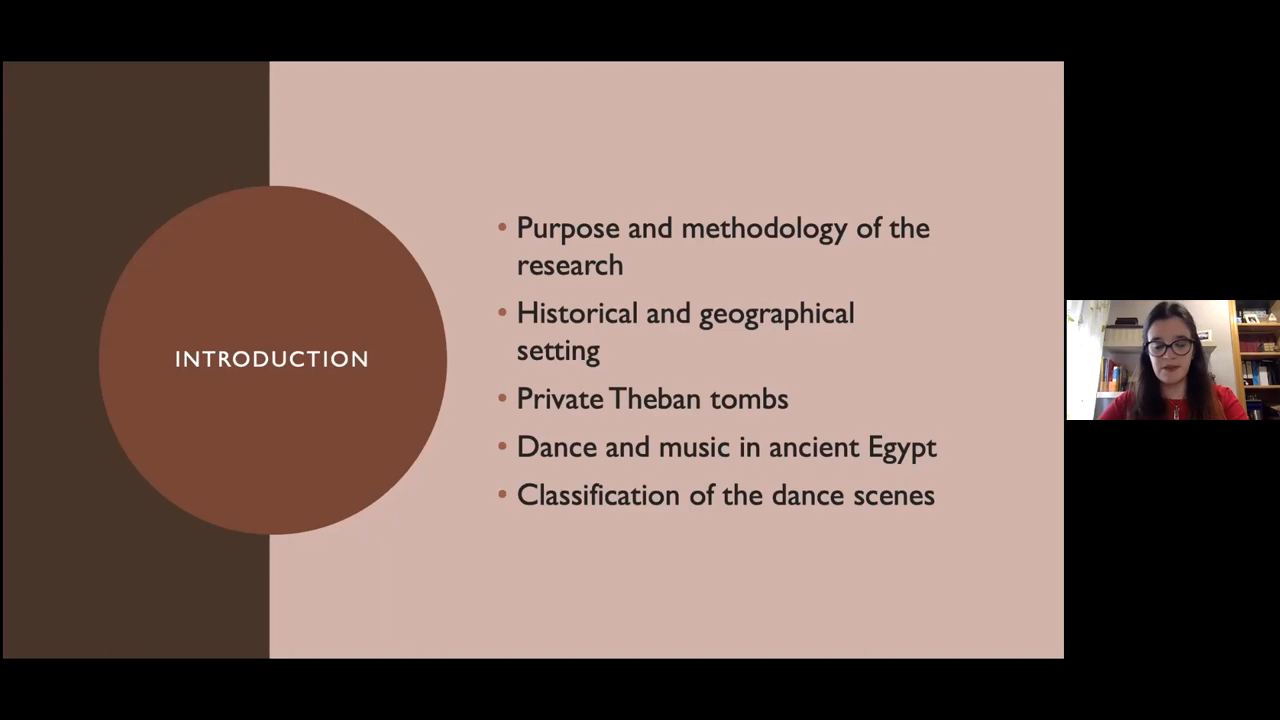 INTRODUCTION
• Purpose and methodology of the
research
• Historical and geographical
setting
• Private Theban tombs
• Dance and music in ancient Egypt
• Classification of the dance scenes